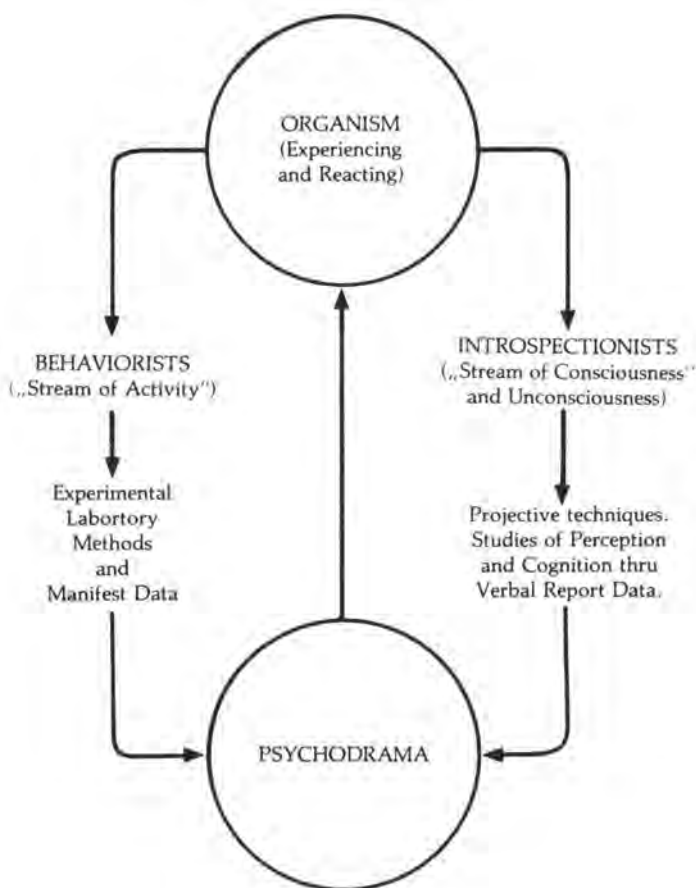 ORGANISM
(Experiencing
and Reacting)
BEHAVIORISTS
(„Stream of Activity")
Experimental
Labortory
Methods
and
Manifest Data
INTROSPECTIONISTS
(„Stream of Consciousness"
and Unconsciousness)
Projective techniques.
Studies of Perception
and Cognition thru
Verbal Report Data.
PSYCHODRAMA